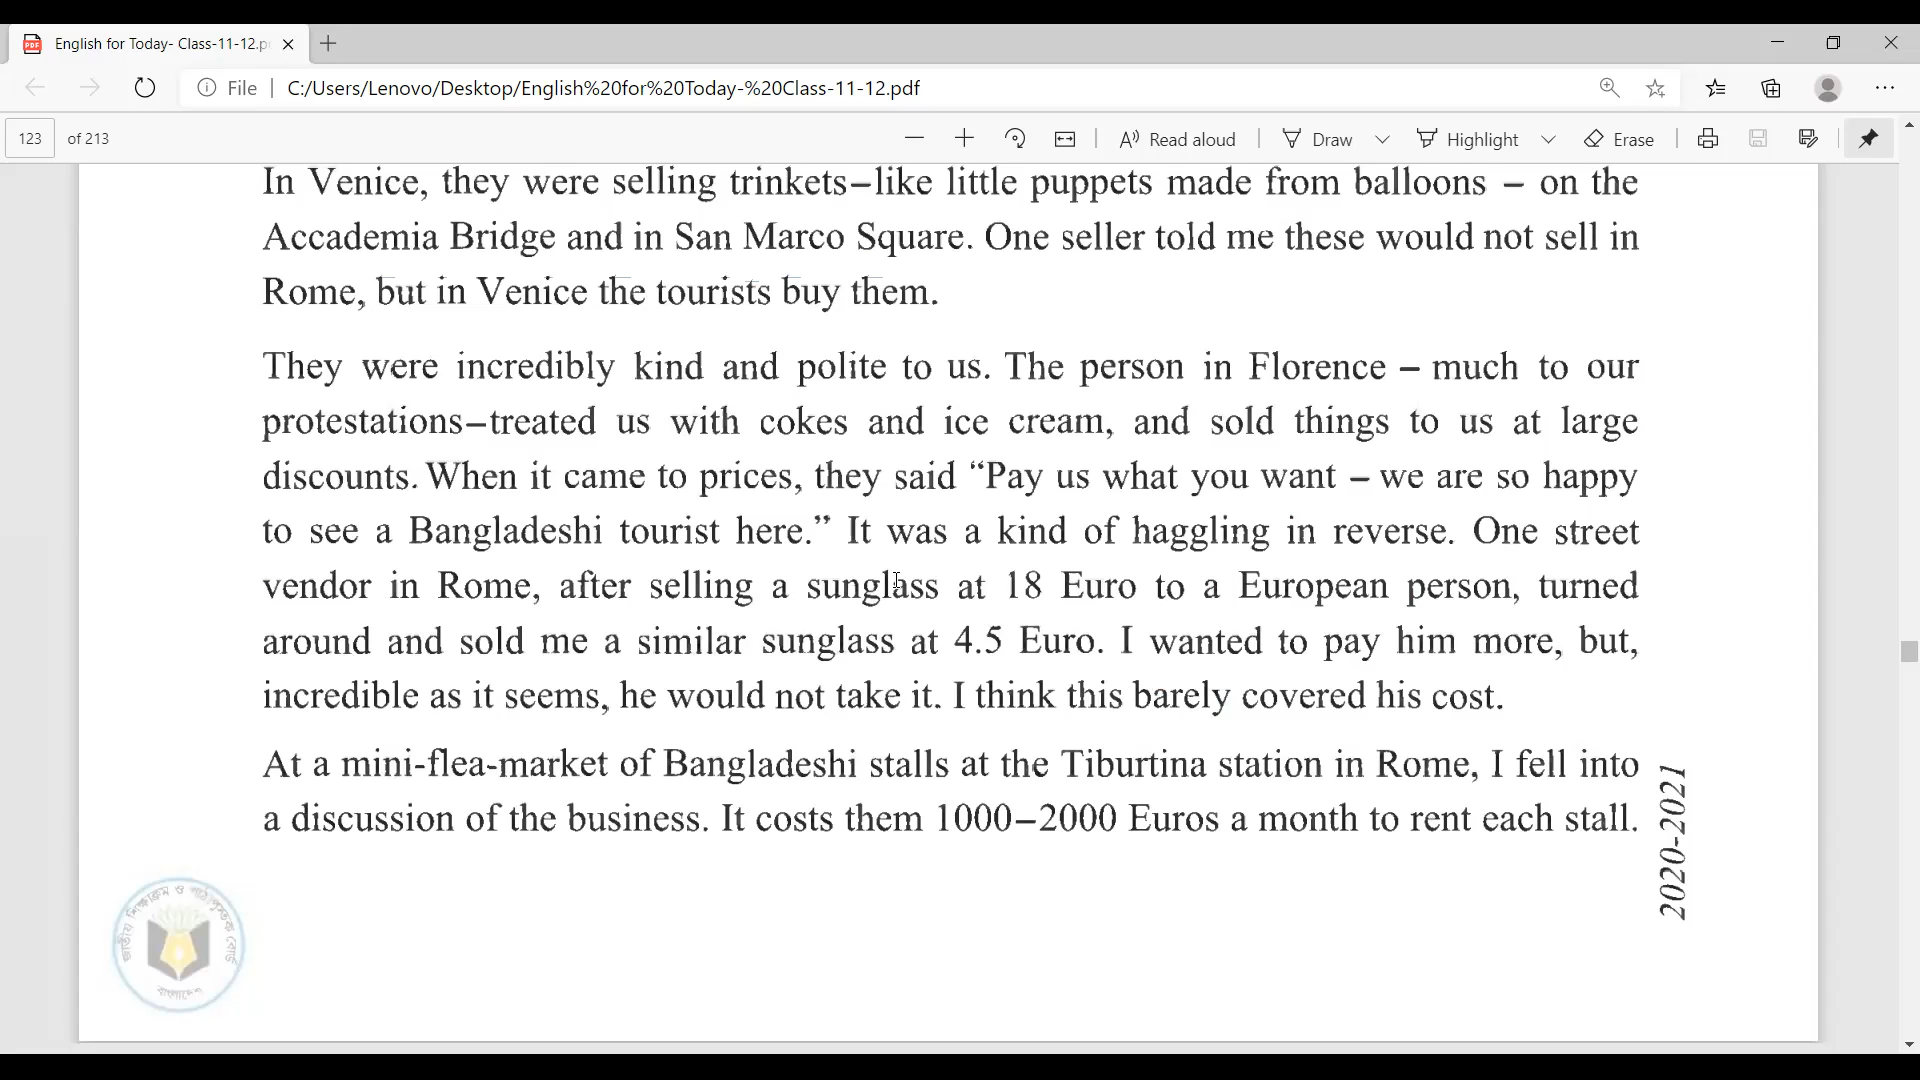 English for Today- Class-11-12.p
File
C:/Users/Lenovo/Desktop/English%20for%20Today-%20Class-11-12.pdf
123 of 213
Read aloud
Draw
Highlight
Erase
In Venice, they were selling trinkets–like little puppets made from balloons – on the
Accademia Bridge and in San Marco Square. One seller told me these would not sell in
Rome, but in Venice the tourists buy them.
They were incredibly kind and polite to us. The person in Florence – much to our
protestations–treated us with cokes and ice cream, and sold things to us at large
discounts. When it came to prices, they said “Pay us what you want – we are so happy
to see a Bangladeshi tourist here.” It was a kind of haggling in reverse. One street
vendor in Rome, after selling a sunglass at 18 Euro to a European person, turned
around and sold me a similar sunglass at 4.5 Euro. I wanted to pay him more, but,
incredible as it seems, he would not take it. I think this barely covered his cost.
At a mini-flea-market of Bangladeshi stalls at the Tiburtina station in Rome, I fell into
a discussion of the business. It costs them 1000–2000 Euros a month to rent each stall.
2020-2021
জাতীয় শিক্ষাক্রম ও পাঠ্যপুস্তক বোর্ড
বাংলাদেশ